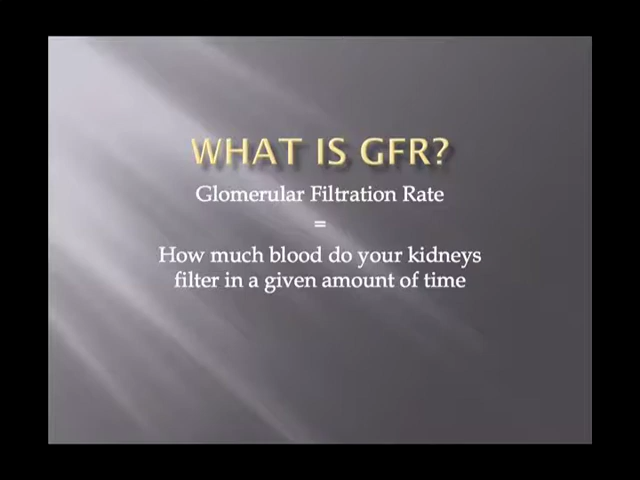 WHAT IS GFR?
Glomerular Filtration Rate
=
How much blood do your kidneys
filter in a given amount of time